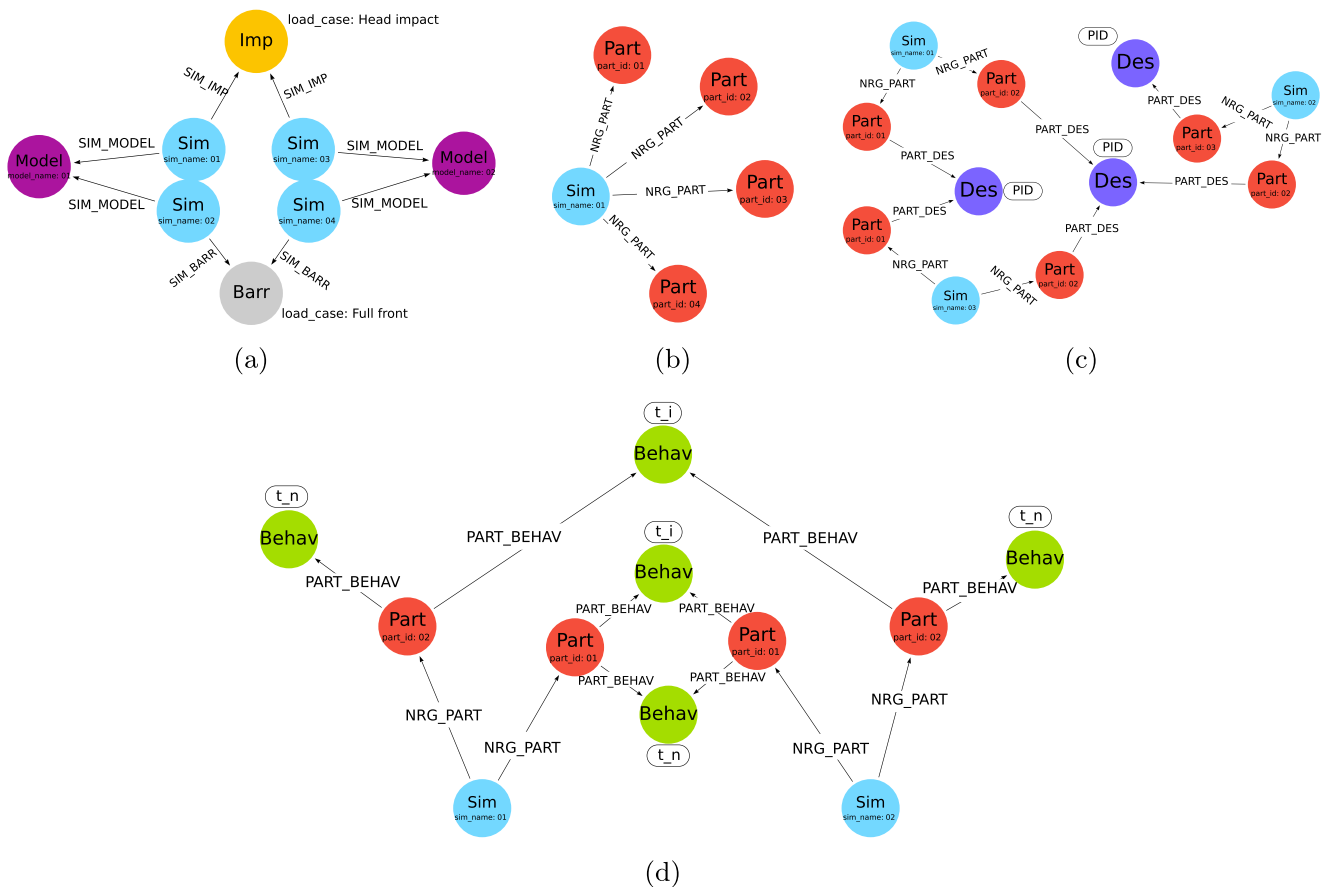 load_case: Head impact
Imp
SIM_IMP
SIM_IMP
Sim
sim_name: 01
Sim
sim_name: 03
SIM_MODEL
SIM_MODEL
Model
model_name: 01
Model
model_name: 02
SIM_MODEL
SIM_MODEL
Sim
sim_name: 02
Sim
sim_name: 04
SIM_BARR
SIM_BARR
Barr
load_case: Full front
(a)
Part
part_id: 01
Part
part_id: 02
NRG_PART
NRG_PART
Sim
sim_name: 01
NRG_PART
Part
part_id: 03
NRG_PART
Part
part_id: 04
(b)
Sim
sim_name: 01
NRG_PART
NRG_PART
Part
part_id: 02
Part
part_id: 01
PART_DES
PART_DES
PID
Des
PART_DES
Sim
sim_name: 02
NRG_PART
NRG_PART
Part
part_id: 03
PID
Des
PART_DES
Part
part_id: 02
Des
PID
PART_DES
Part
part_id: 01
PART_DES
NRG_PART
NRG_PART
Part
part_id: 02
Sim
sim_name: 03
(c)
t_i
Behav
t_n
Behav
t_n
Behav
PART_BEHAV
PART_BEHAV
t_i
Behav
PART_BEHAV
PART_BEHAV
Part
part_id: 02
PART_BEHAV
PART_BEHAV
Part
part_id: 01
Part
part_id: 01
Part
part_id: 02
PART_BEHAV
PART_BEHAV
Behav
t_n
NRG_PART
NRG_PART
NRG_PART
NRG_PART
Sim
sim_name: 01
Sim
sim_name: 02
(d)